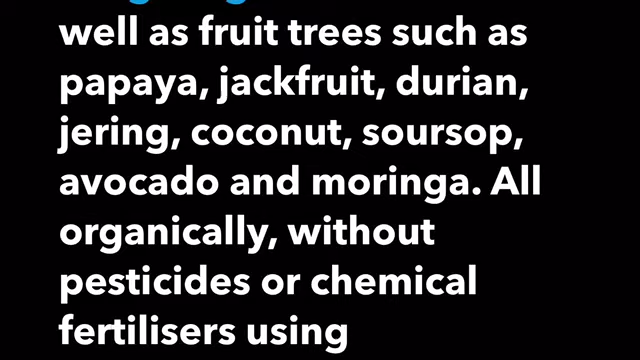 well as fruit trees such as
papaya, jackfruit, durian,
jering, coconut, soursop,
avocado and moringa. All
organically, without
pesticides or chemical
fertilisers using